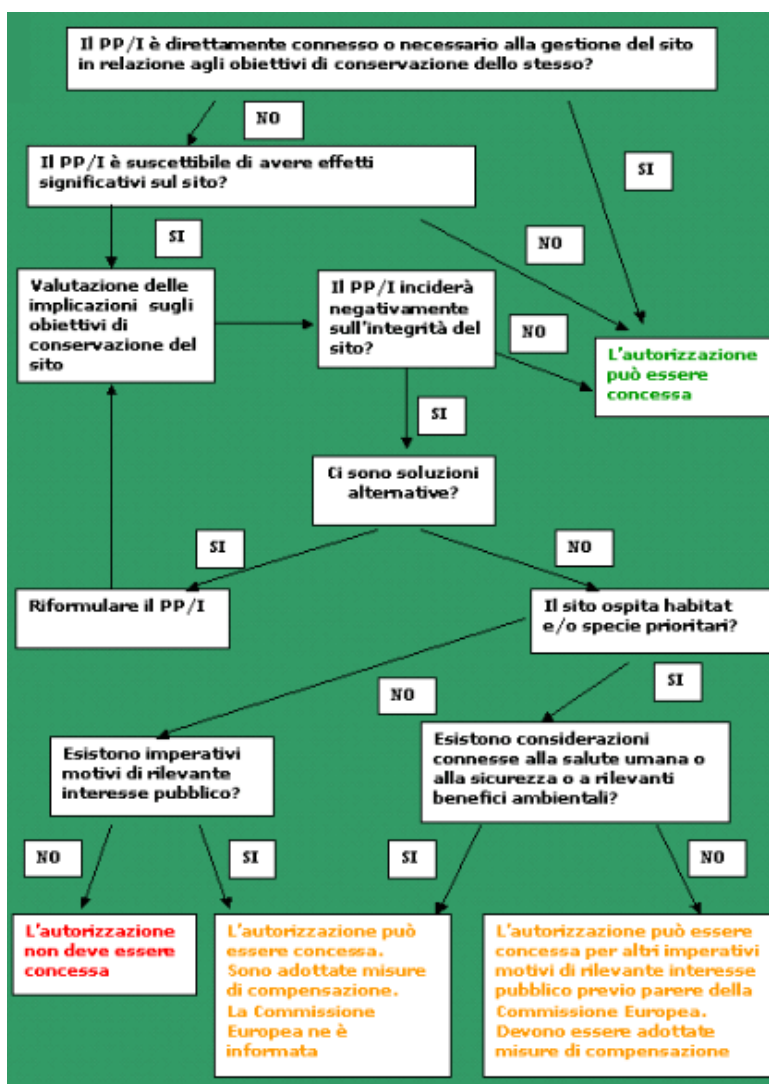 Il PP/I è direttamente connesso o necessario alla gestione del sito
in relazione agli obiettivi di conservazione dello stesso?
NO
SI
Il PP/I è suscettibile di avere effetti
significativi sul sito?
SI
NO
Valutazione delle
implicazioni sugli
obiettivi di
conservazione del
sito
Il PP/I inciderà
negativamente
sull'integrità del
sito?
NO
L'autorizzazione
può essere
concessa
SI
Ci sono soluzioni
alternative?
SI
NO
Riformulare il PP/I
Il sito ospita habitat
e/o specie prioritari?
NO
SI
Esistono imperativi
motivi di rilevante
interesse pubblico?
Esistono considerazioni
connesse alla salute umana o
alla sicurezza o a rilevanti
benefici ambientali?
NO
SI
SI
NO
L'autorizzazione
non deve essere
concessa
L'autorizzazione può
essere concessa.
Sono adottate misure
di compensazione.
La Commissione
Europea ne è
informata
L'autorizzazione può essere
concessa per altri imperativi
motivi di rilevante interesse
pubblico previo parere della
Commissione Europea.
Devono essere adottate
misure di compensazione